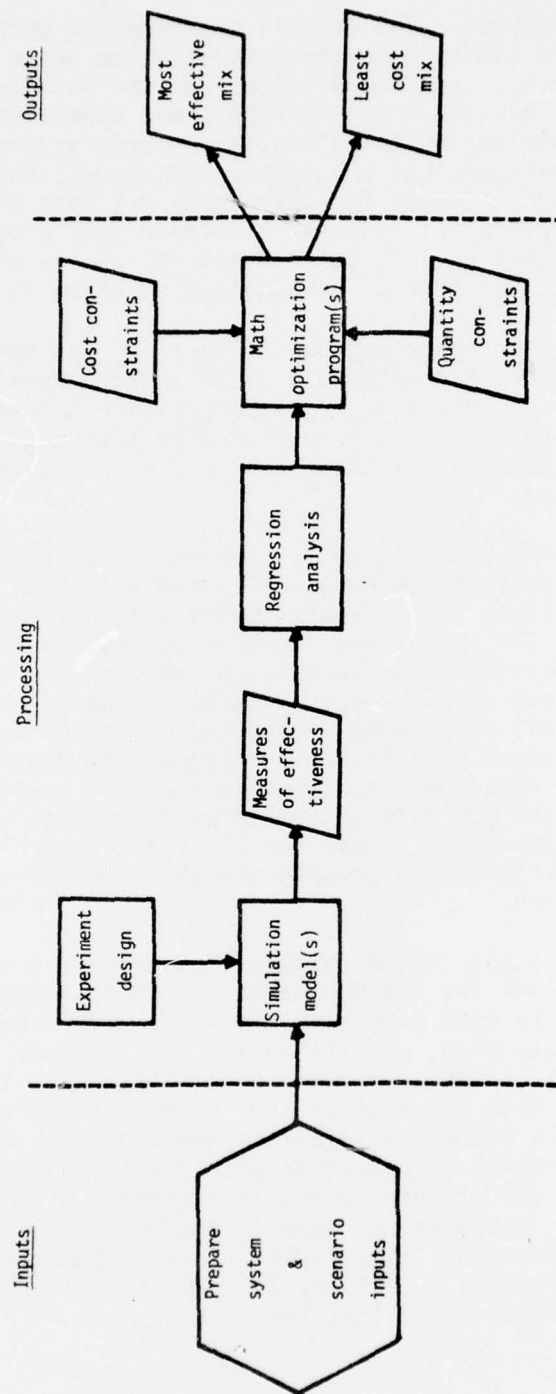 Inputs
Processing
Outputs
Prepare
system
&
scenario
inputs
Experiment
design
Simulation
model(s)
Measures
of effec-
tiveness
Regression
analysis
Cost con-
straints
Math
optimization
program(s)
Quantity
con-
straints
Most
effective
mix
Least
cost
mix